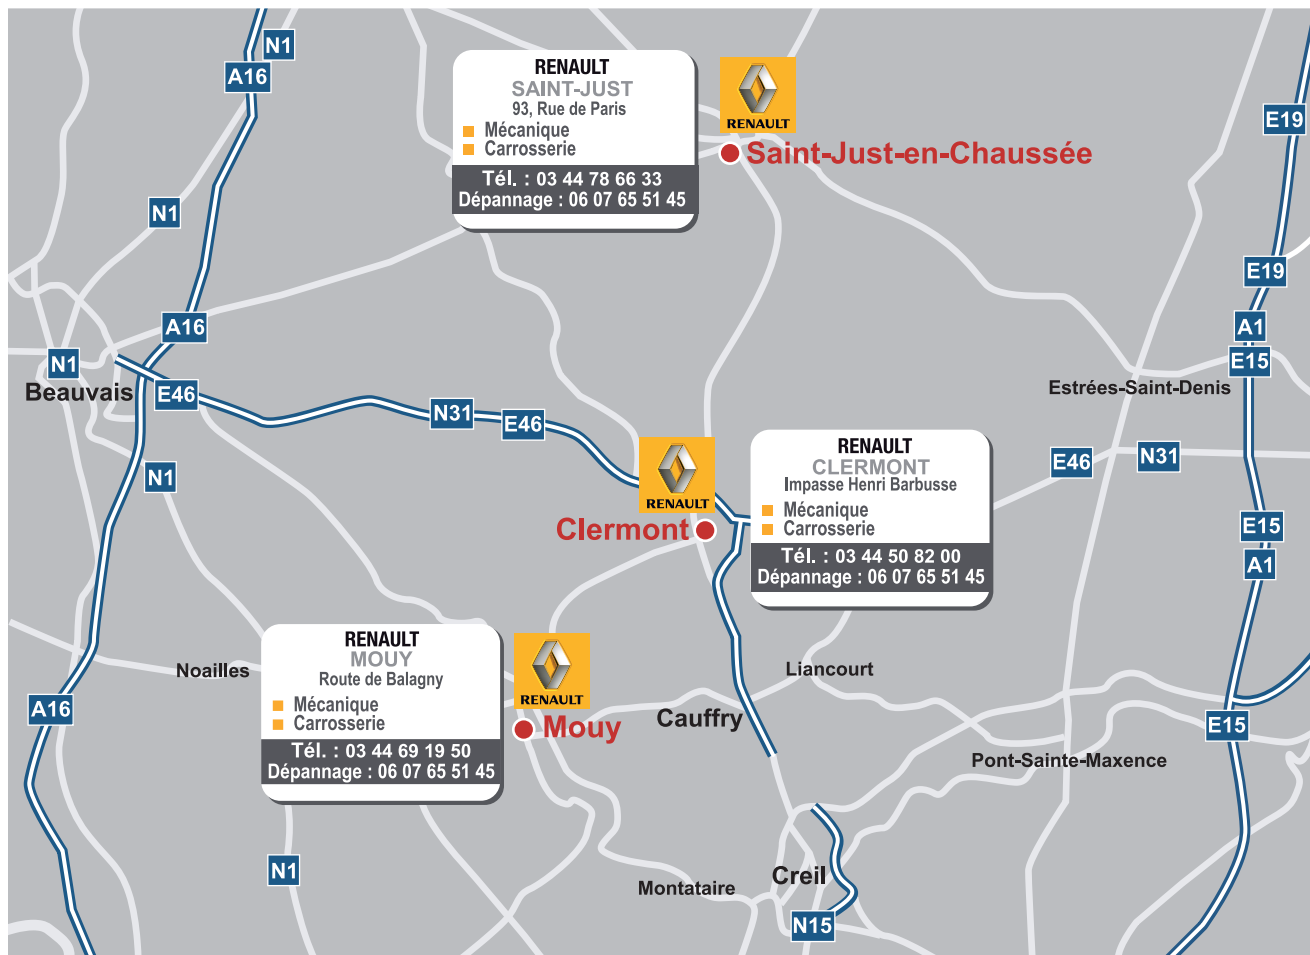 N1
A16
RENAULT
SAINT-JUST
93, Rue de Paris
Mécanique
Carrosserie
Tél. : 03 44 78 66 33
Dépannage : 06 07 65 51 45
RENAULT
Saint-Just-en-Chaussée
E19
N1
E19
A16
A1
N1
E15
Beauvais
E46
Estrées-Saint-Denis
N31
E46
RENAULT
CLERMONT
Impasse Henri Barbusse
Mécanique
Carrosserie
Tél. : 03 44 50 82 00
Dépannage : 06 07 65 51 45
E46
N31
N1
RENAULT
Clermont
E15
A1
RENAULT
MOUY
Route de Balagny
Mécanique
Carrosserie
Tél. : 03 44 69 19 50
Dépannage : 06 07 65 51 45
Noailles
RENAULT
Liancourt
A16
Mouy
Cauffry
E15
Pont-Sainte-Maxence
N1
Montataire
Creil
N15